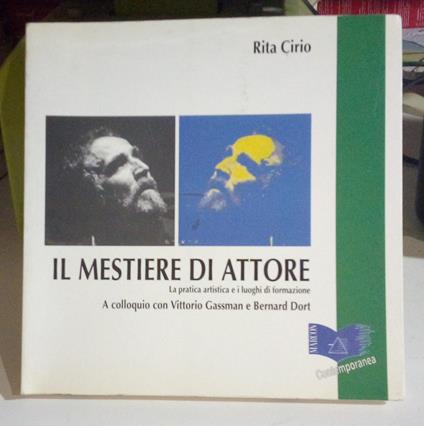 Rita Cirio
IL MESTIERE DI ATTORE
La pratica artistica e i luoghi di formazione
A colloquio con Vittorio Gassman e Bernard Dort
MARCON
Contemporanea